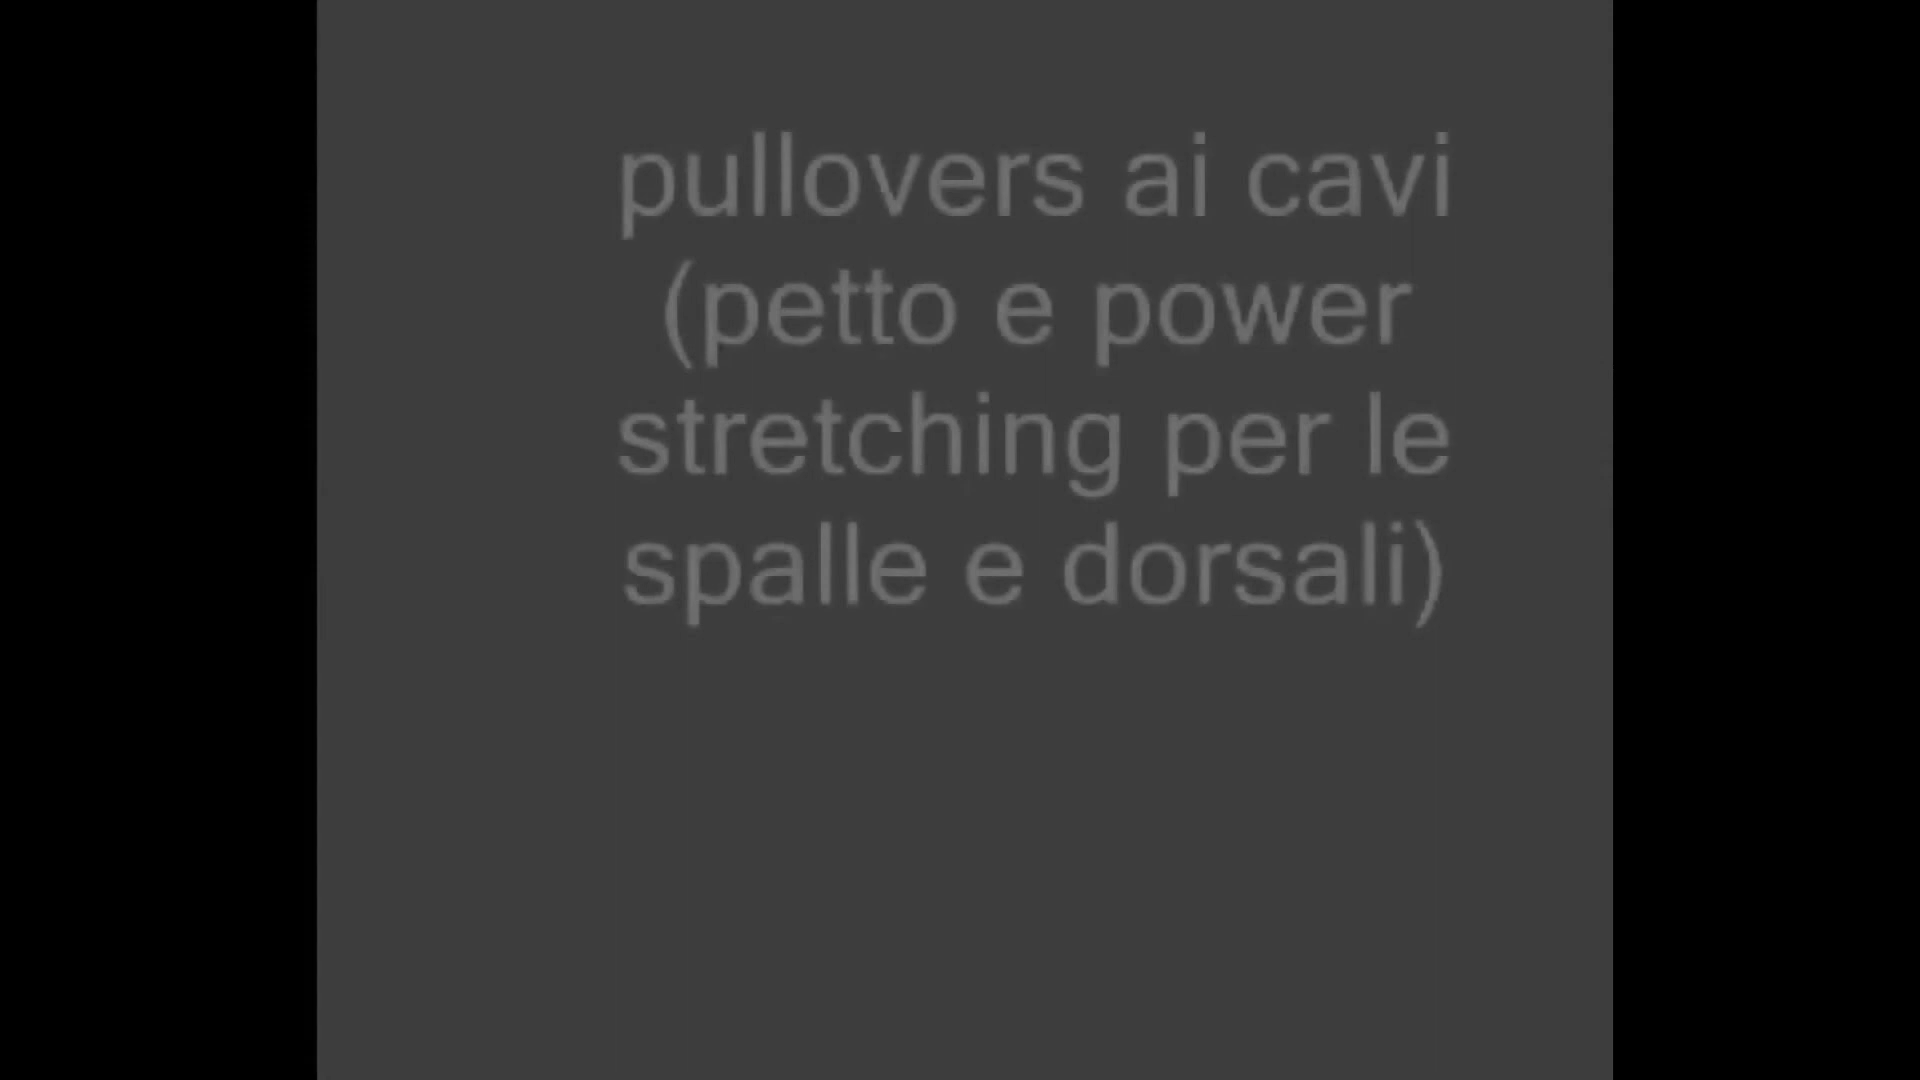 pullovers ai cavi
(petto e power
stretching per le
spalle e dorsali)